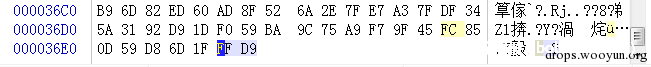 000036C0 B9 6D 82 ED 60 AD 8F 52 6A 2E 7F E7 A3 7F DF 34
000036D0 5A 31 92 D9 1D F0 59 BA 9C 75 A9 F7 9F 45 FC 85
000036E0 0D 59 D8 6D 1F FF D9
drops.wooyun.org